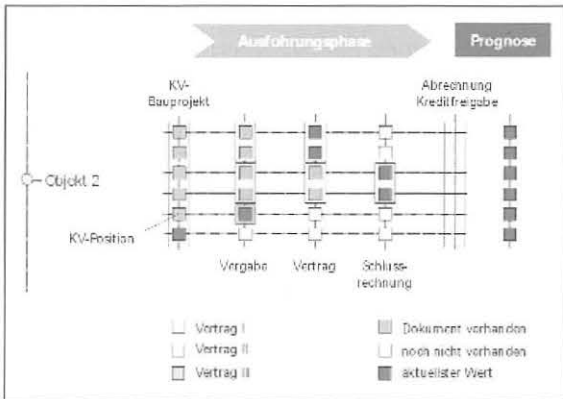 Ausführungsphase
Prognose
KV-
Bauprojekt
Abrechnung
Kreditfreigabe
Objekt 2
KV-Position
Vergabe
Vertrag
Schluss-
rechnung
Vertrag I
Dokument vorhanden
Vertrag II
noch nicht vorhanden
Vertrag III
aktuellster Wert